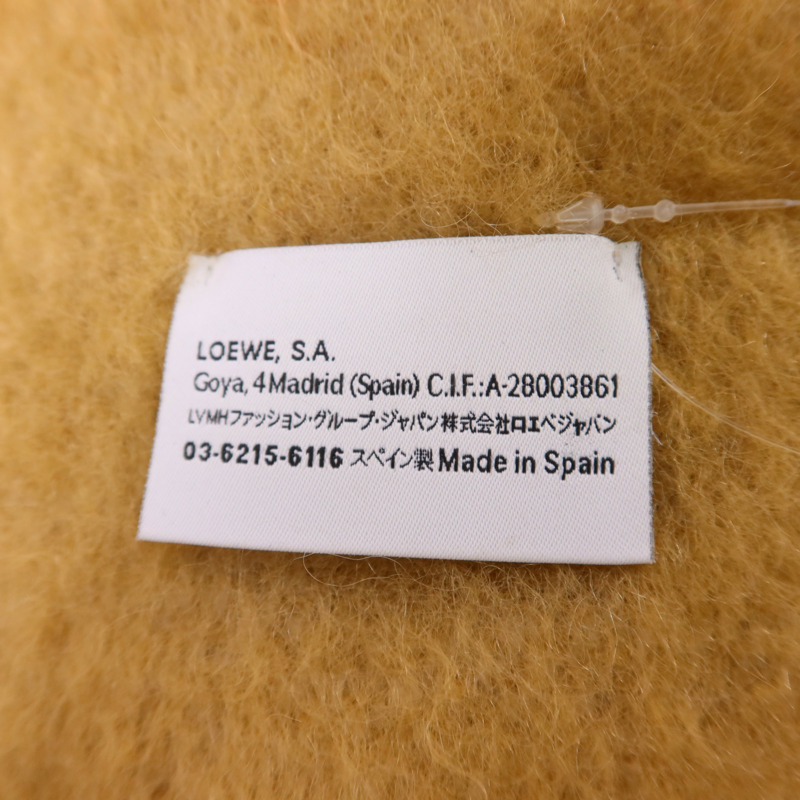 LOEWE, S.A.
Goya, 4 Madrid (Spain) C.I.F.:A-28003861
LVMHファッション・グループ・ジャパン株式会社ロエベジャパン
03-6215-6116 スペイン製 Made in Spain